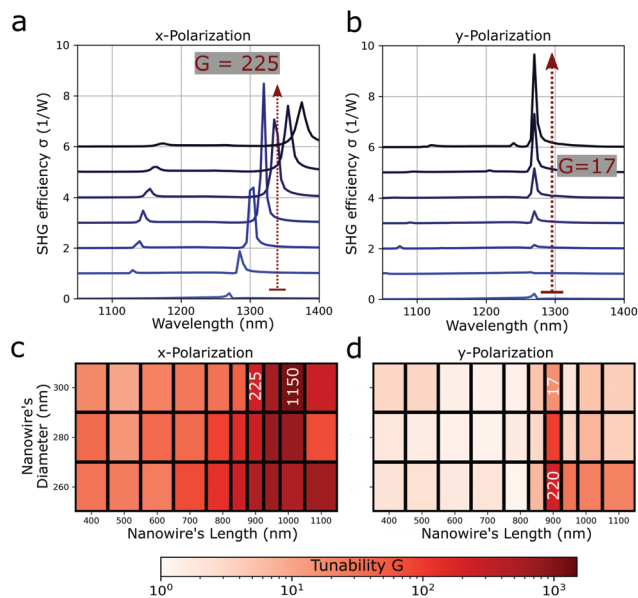 a
x-Polarization
SHG efficiency σ (1/W)
10
8
6
4
2
0
G = 225
1100
1200
1300
1400
Wavelength (nm)
b
y-Polarization
SHG efficiency σ (1/W)
10
8
6
4
2
0
G=17
1100
1200
1300
1400
Wavelength (nm)
c
x-Polarization
Nanowire's
Diameter (nm)
300
280
260
225
1150
400 500 600 700 800 900 1000 1100
Nanowire's Length (nm)
d
y-Polarization
17
220
400 500 600 700 800 900 1000 1100
Nanowire's Length (nm)
Tunability G
10⁰
10¹
10²
10³